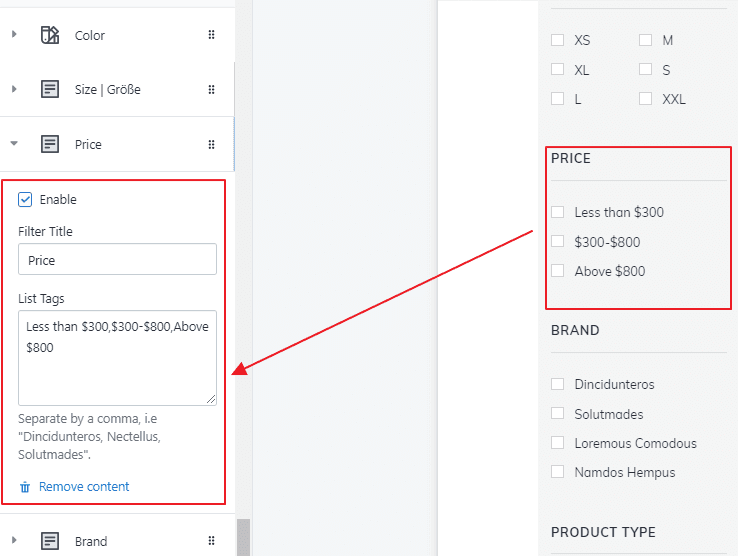 Color
Size | Größe
Price
Enable
Filter Title
Price
List Tags
Less than $300,$300-$800,Above
$800
Separate by a comma, i.e
"Dincidunteros, Nectellus,
Solutmades".
Remove content
Brand
XS M
XL S
L XXL
PRICE
Less than $300
$300-$800
Above $800
BRAND
Dincidunteros
Solutmades
Loremous Comodous
Namdos Hempus
PRODUCT TYPE